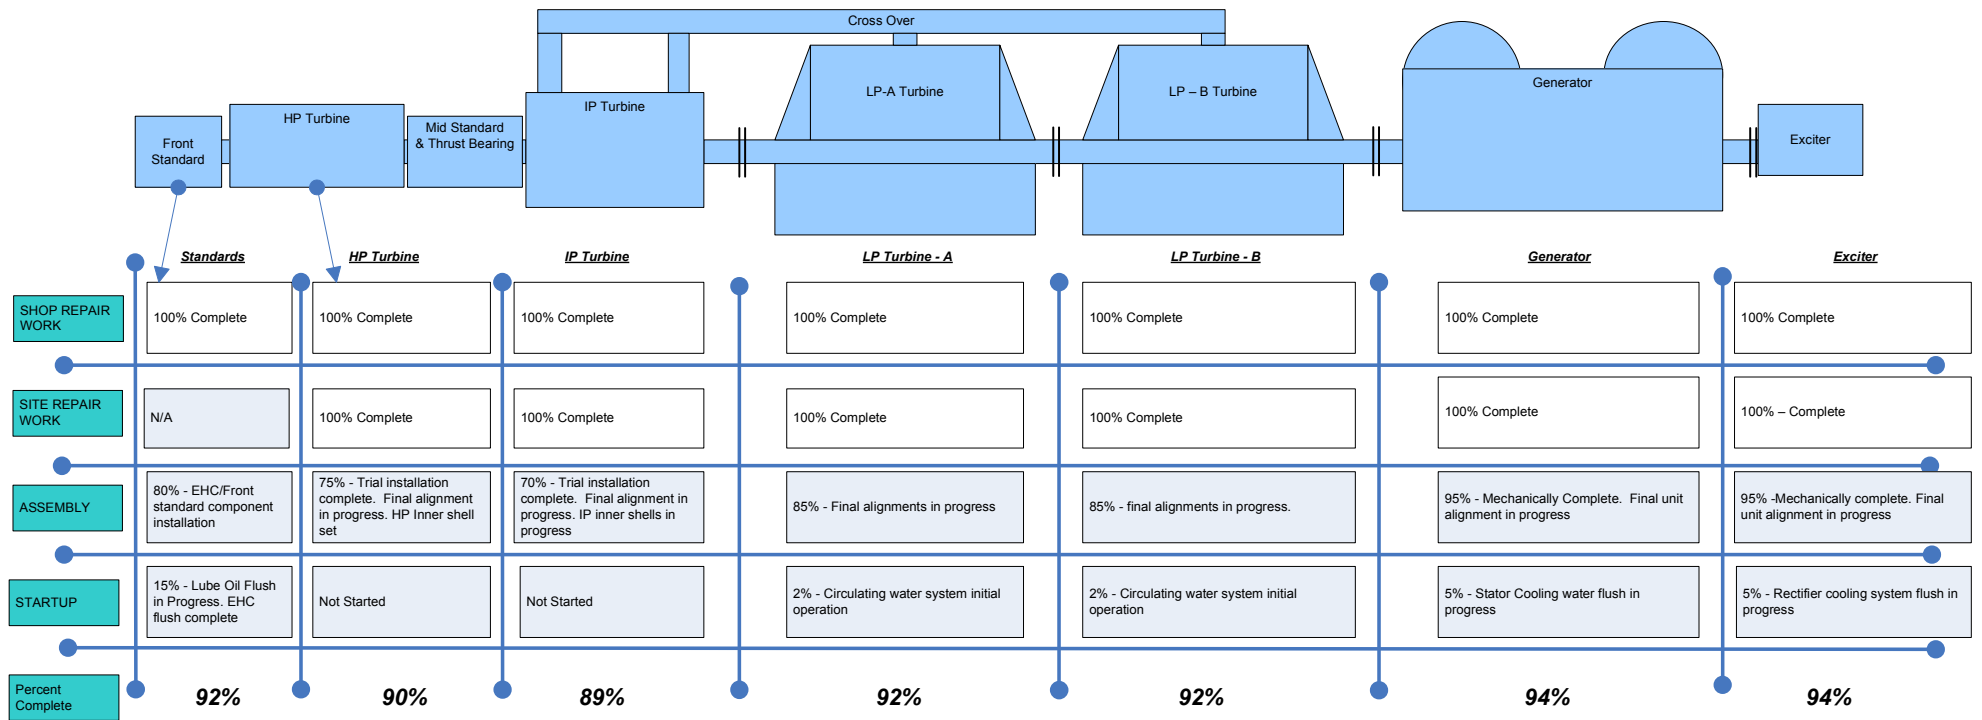 Cross Over
LP-A Turbine
LP – B Turbine
Generator
IP Turbine
HP Turbine
Mid Standard
& Thrust Bearing
Front
Standard
Exciter
Standards
HP Turbine
IP Turbine
LP Turbine - A
LP Turbine - B
Generator
Exciter
SHOP REPAIR
WORK
100% Complete
100% Complete
100% Complete
100% Complete
100% Complete
100% Complete
100% Complete
SITE REPAIR
WORK
N/A
100% Complete
100% Complete
100% Complete
100% Complete
100% Complete
100% – Complete
ASSEMBLY
80% - EHC/Front
standard component
installation
75% - Trial installation
complete.  Final alignment
in progress. HP Inner shell
set
70% - Trial installation
complete.  Final alignment in
progress. IP inner shells in
progress
85% - Final alignments in progress
85% - final alignments in progress.
95% - Mechanically Complete.  Final unit
alignment in progress
95% -Mechanically complete. Final
unit alignment in progress
STARTUP
15% - Lube Oil Flush
in Progress. EHC
flush complete
Not Started
Not Started
2% - Circulating water system initial
operation
2% - Circulating water system initial
operation
5% - Stator Cooling water flush in
progress
5% - Rectifier cooling system flush in
progress
Percent
Complete
92%
90%
89%
92%
92%
94%
94%